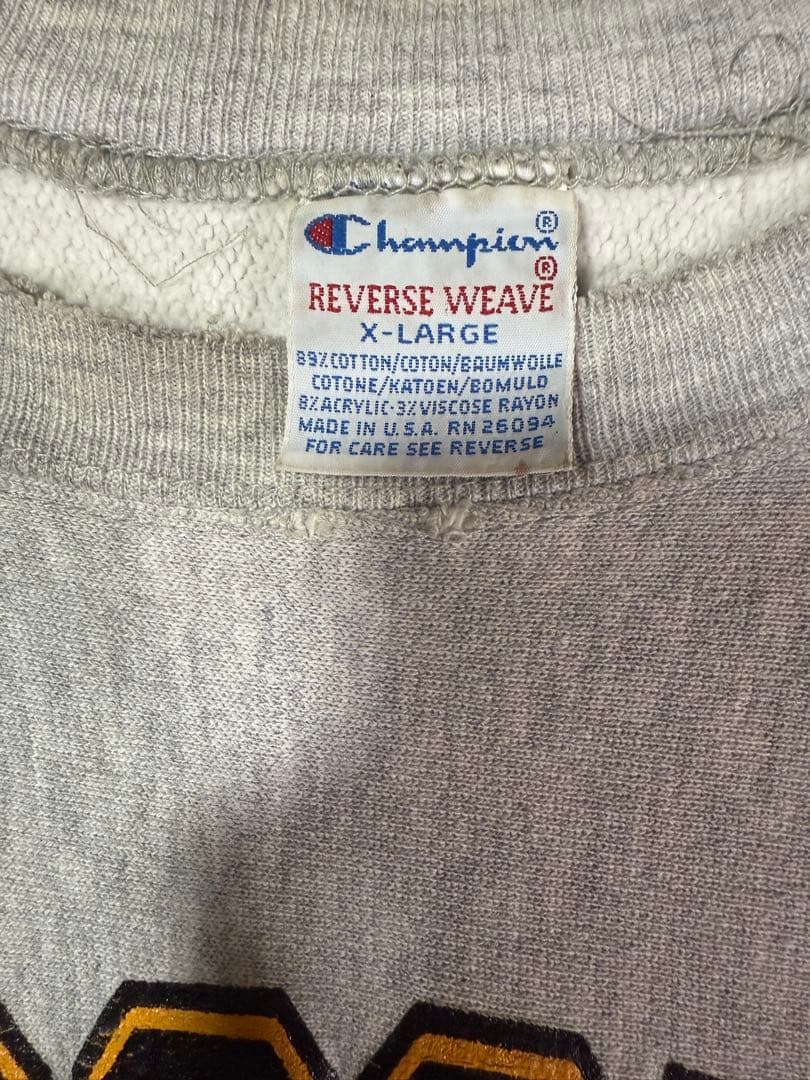 Champion®
®
REVERSE WEAVE
X-LARGE
89%COTTON/COTON/BAUMWOLLE
COTONE/KATOEN/BOMULD
8%ACRYLIC-3%VISCOSE RAYON
MADE IN U.S.A. RN 26094
FOR CARE SEE REVERSE